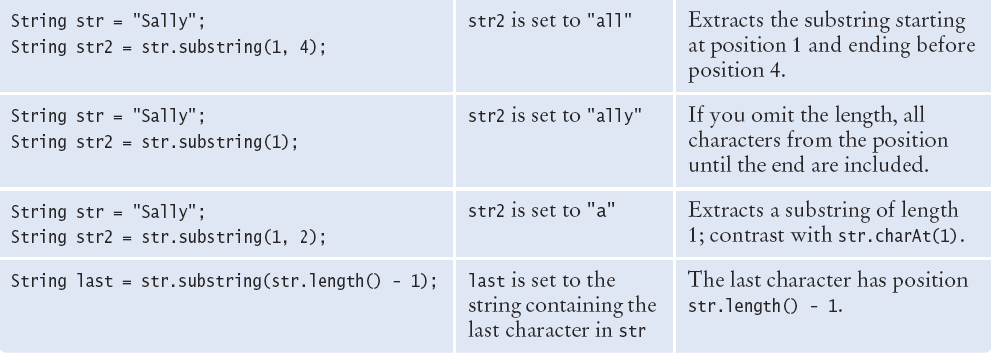 String str = "Sally";
String str2 = str.substring(1, 4);
str2 is set to "all"
Extracts the substring starting
at position 1 and ending before
position 4.
String str = "Sally";
String str2 = str.substring(1);
str2 is set to "ally"
If you omit the length, all
characters from the position
until the end are included.
String str = "Sally";
String str2 = str.substring(1, 2);
str2 is set to "a"
Extracts a substring of length
1; contrast with str.charAt(1).
String last = str.substring(str.length() - 1);
last is set to the
string containing the
last character in str
The last character has position
str.length() - 1.